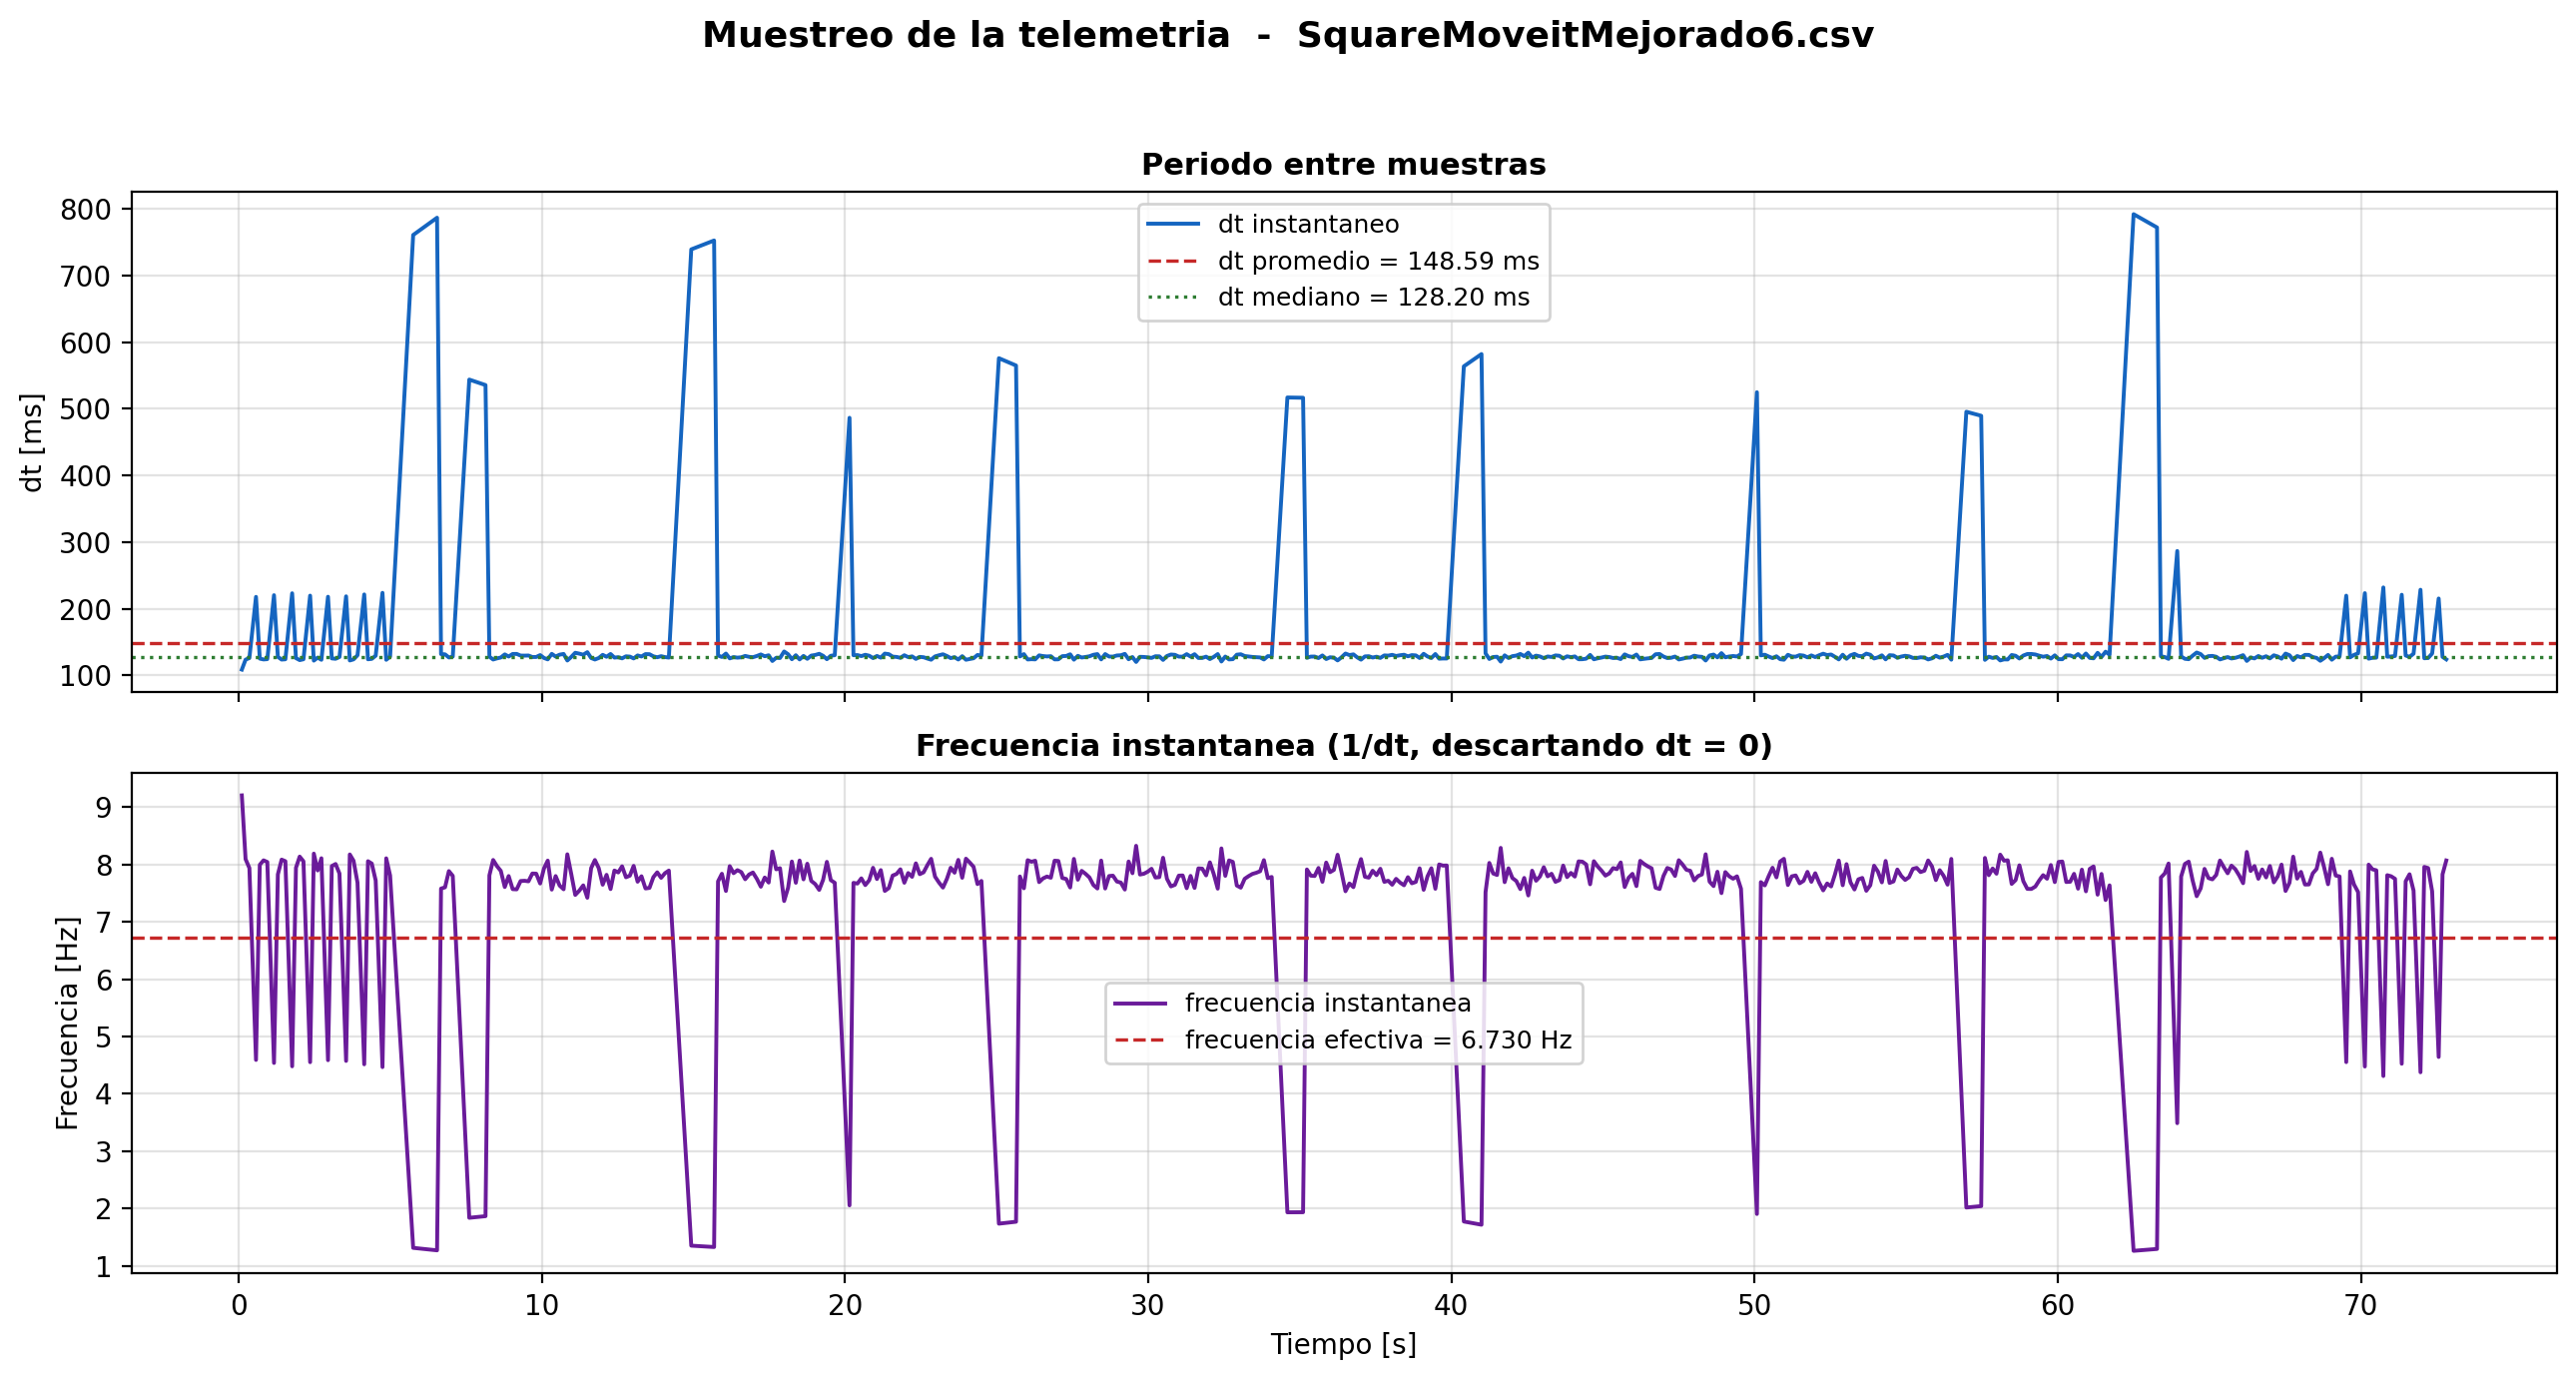 Muestreo de la telemetria  -  SquareMoveitMejorado6.csv
Periodo entre muestras
800
700
600
500
400
300
200
100
dt [ms]
dt instantaneo
dt promedio = 148.59 ms
dt mediano = 128.20 ms
Frecuencia instantanea (1/dt, descartando dt = 0)
9
8
7
6
5
4
3
2
1
Frecuencia [Hz]
frecuencia instantanea
frecuencia efectiva = 6.730 Hz
0 10 20 30 40 50 60 70
Tiempo [s]